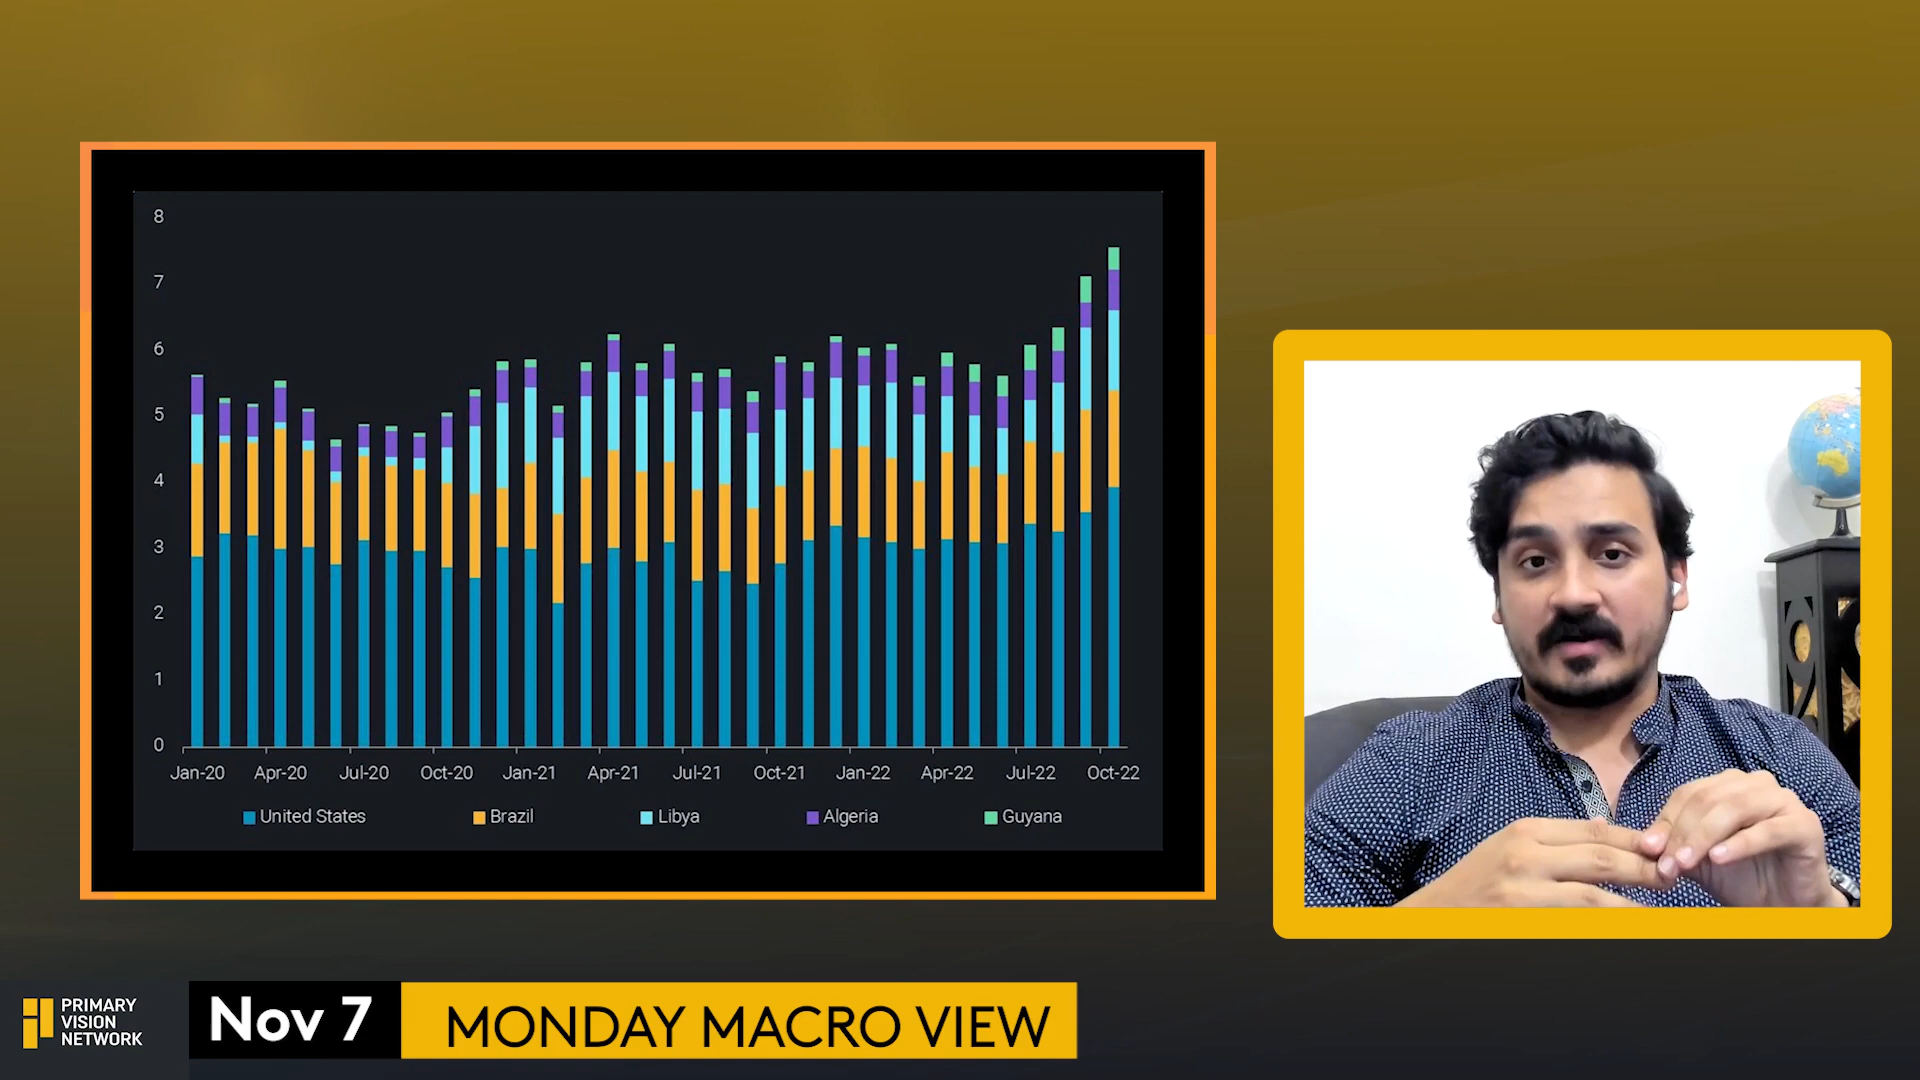 8
7
6
5
4
3
2
1
0
Jan-20 Apr-20 Jul-20 Oct-20 Jan-21 Apr-21 Jul-21 Oct-21 Jan-22 Apr-22 Jul-22 Oct-22
United States Brazil Libya Algeria Guyana
PRIMARY
VISION
NETWORK
Nov 7
MONDAY MACRO VIEW